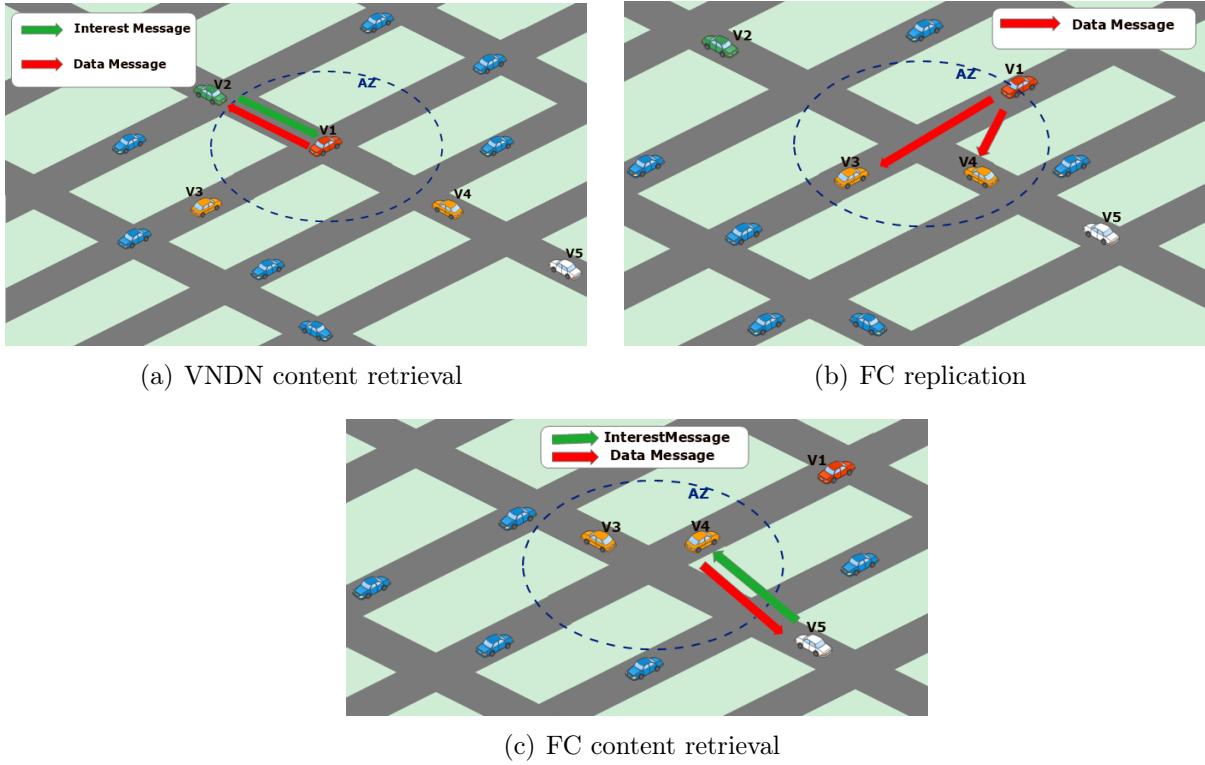 Interest Message
Data Message
AZ
V2
V1
V3
V4
V5
(a) VNDN content retrieval
Data Message
V2
AZ
V1
V3
V4
V5
(b) FC replication
InterestMessage
Data Message
V1
AZ
V3
V4
V5
(c) FC content retrieval